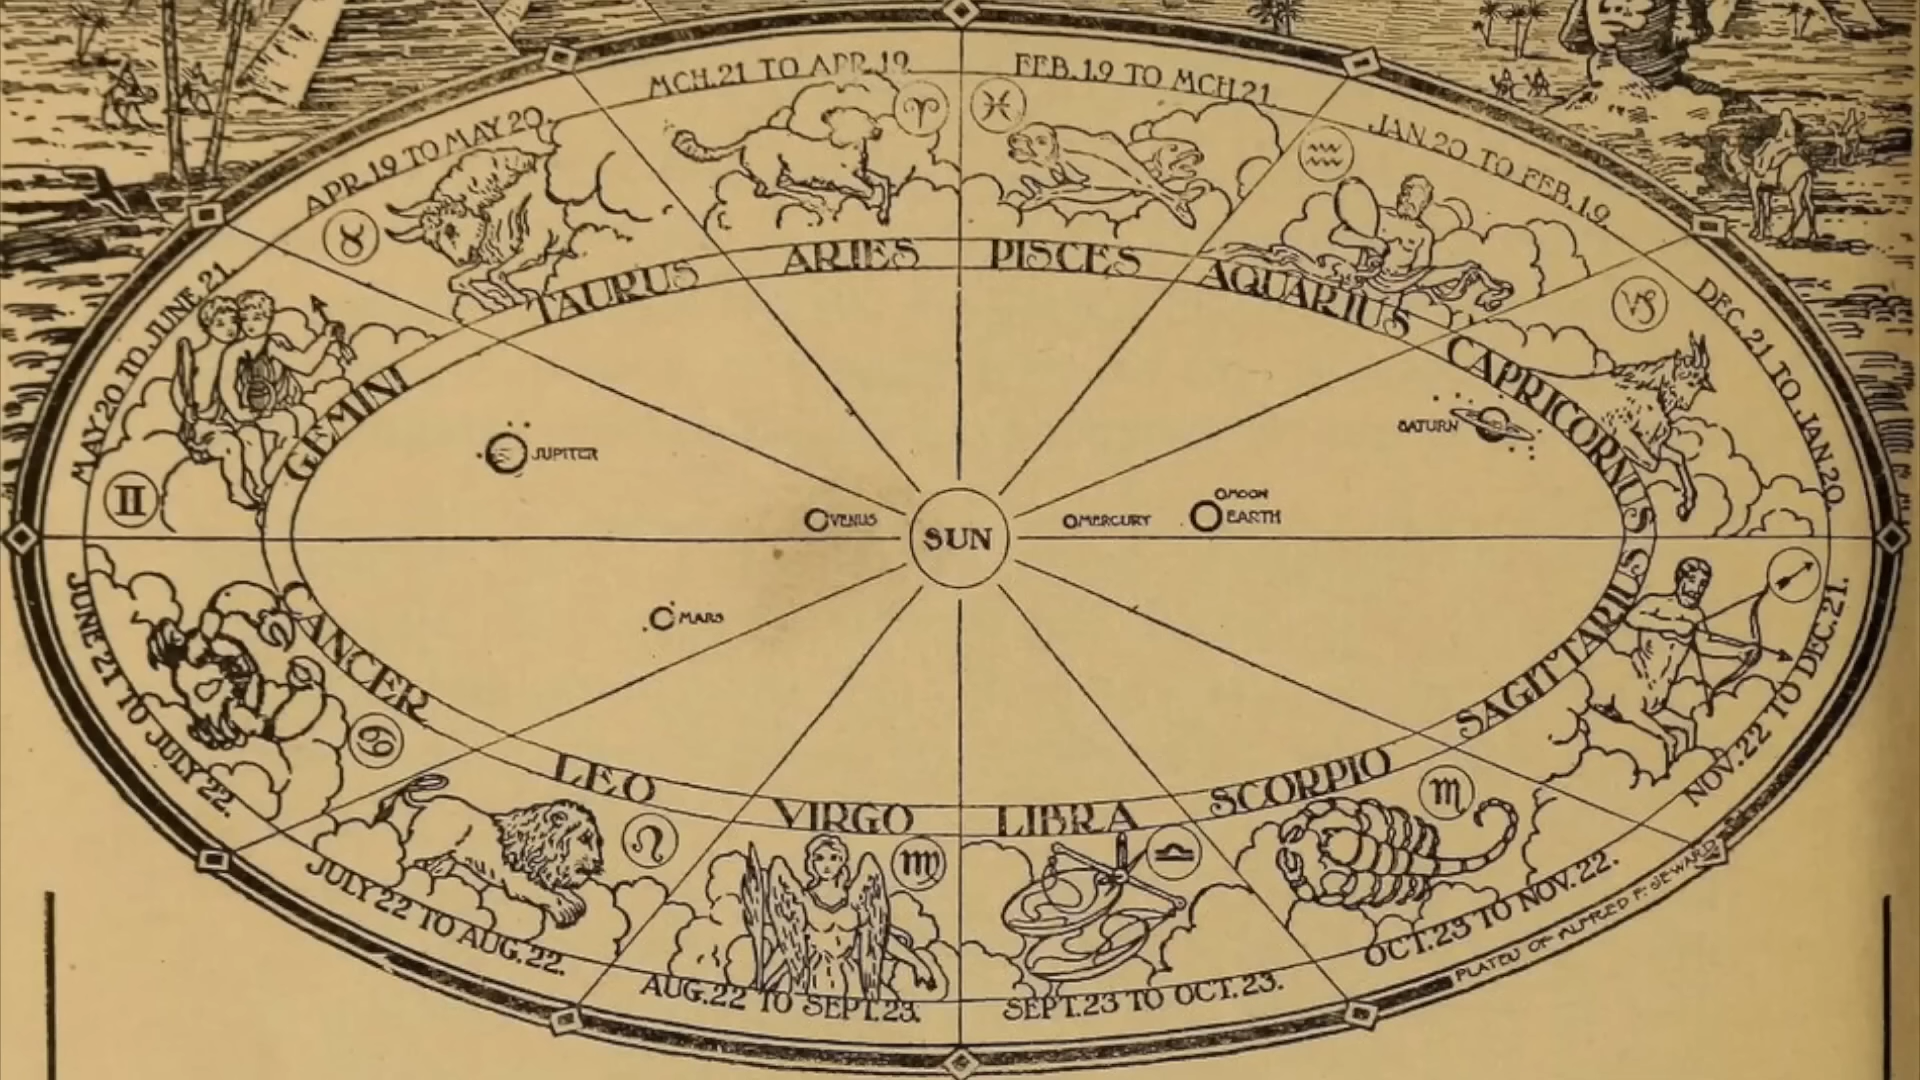 MCH. 21 TO APR. 19.
FEB. 19 TO MCH 21.
JAN. 20 TO FEB. 19.
DEC. 21 TO JAN. 20.
NOV. 22 TO DEC. 21.
OCT. 23 TO NOV. 22.
SEPT. 23 TO OCT. 23.
AUG. 22 TO SEPT. 23.
JULY 22 TO AUG. 22.
JUNE 21 TO JULY 22.
MAY 20 TO JUNE 21.
APR. 19 TO MAY 20.
ARIES
PISCES
AQUARIUS
CAPRICORNUS
SAGITTARIUS
SCORPIO
LIBRA
VIRGO
LEO
CANCER
GEMINI
TAURUS
JUPITER
SATURN
VENUS
SUN
MERCURY
MOON
EARTH
MARS
OF ALFRED F. SEWARD